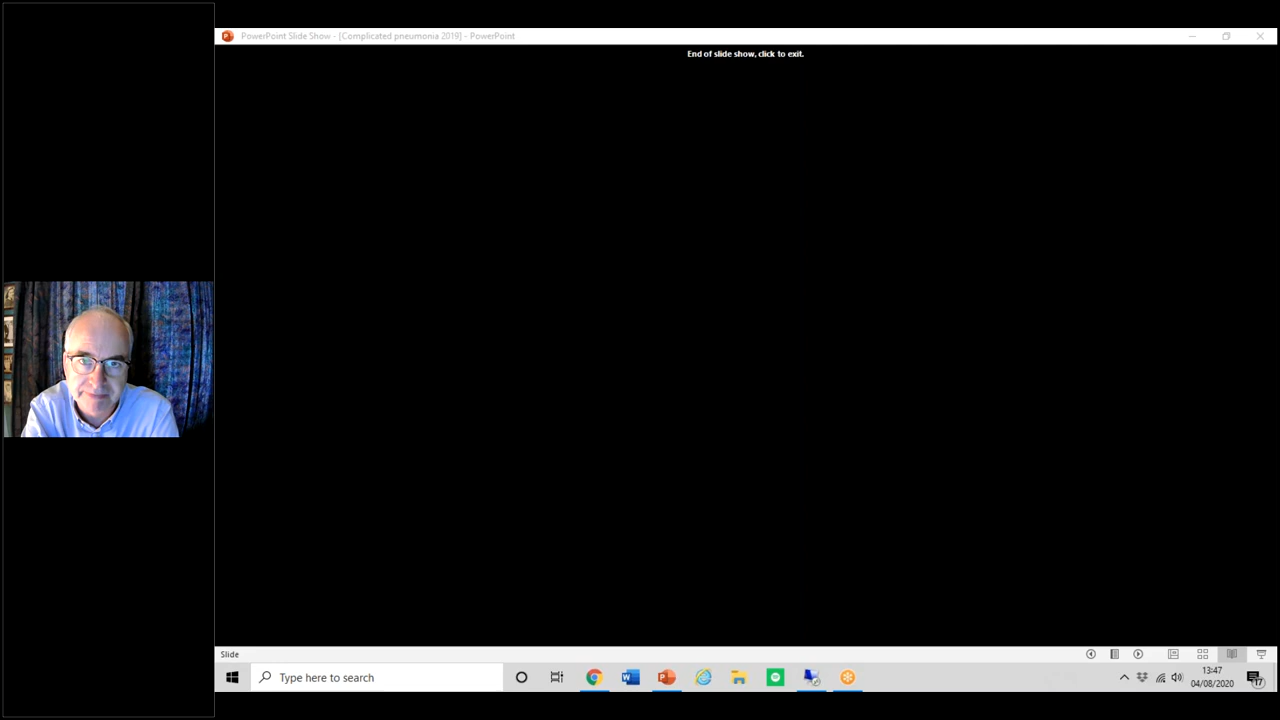 PowerPoint Slide Show - [Complicated pneumonia 2019] - PowerPoint
End of slide show, click to exit.
Slide
Type here to search
13:47
04/08/2020
17